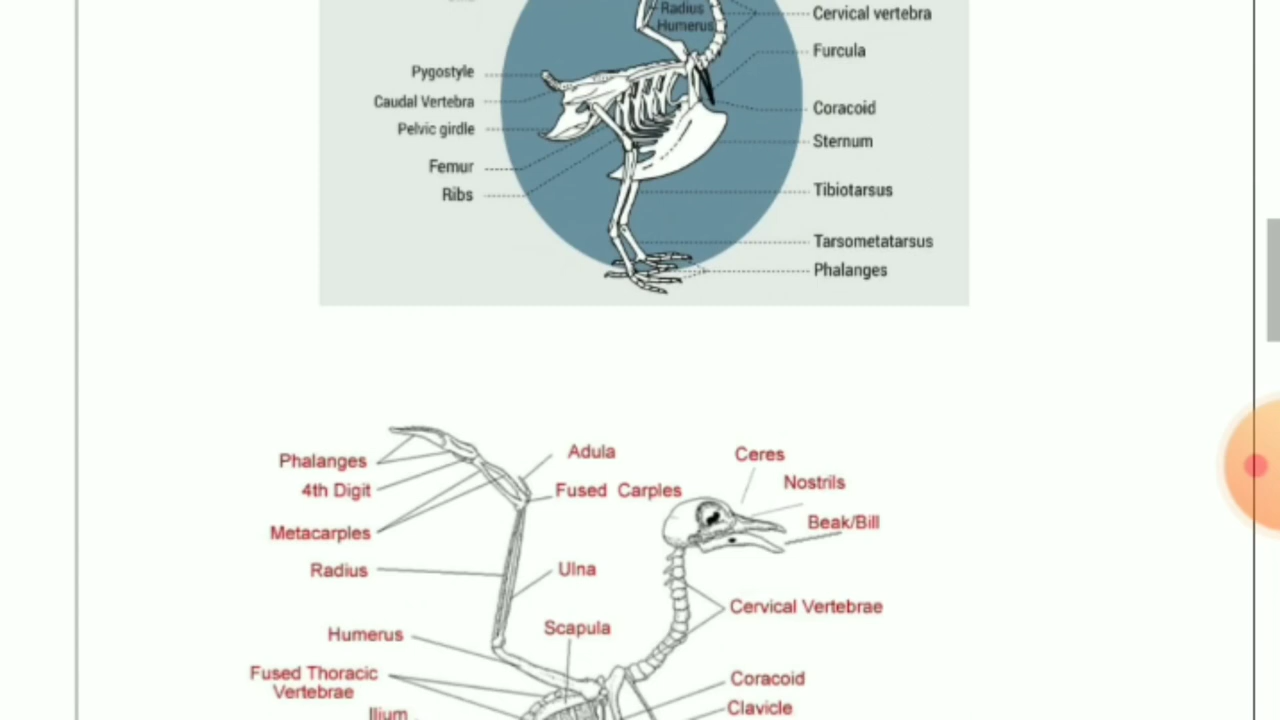 Radius
Humerus
Cervical vertebra
Furcula
Pygostyle
Caudal Vertebra
Coracoid
Pelvic girdle
Sternum
Femur
Ribs
Tibiotarsus
Tarsometatarsus
Phalanges
Adula
Ceres
Phalanges
Nostrils
4th Digit
Fused Carples
Beak/Bill
Metacarples
Radius
Ulna
Cervical Vertebrae
Scapula
Humerus
Fused Thoracic
Vertebrae
Coracoid
Clavicle
Ilium